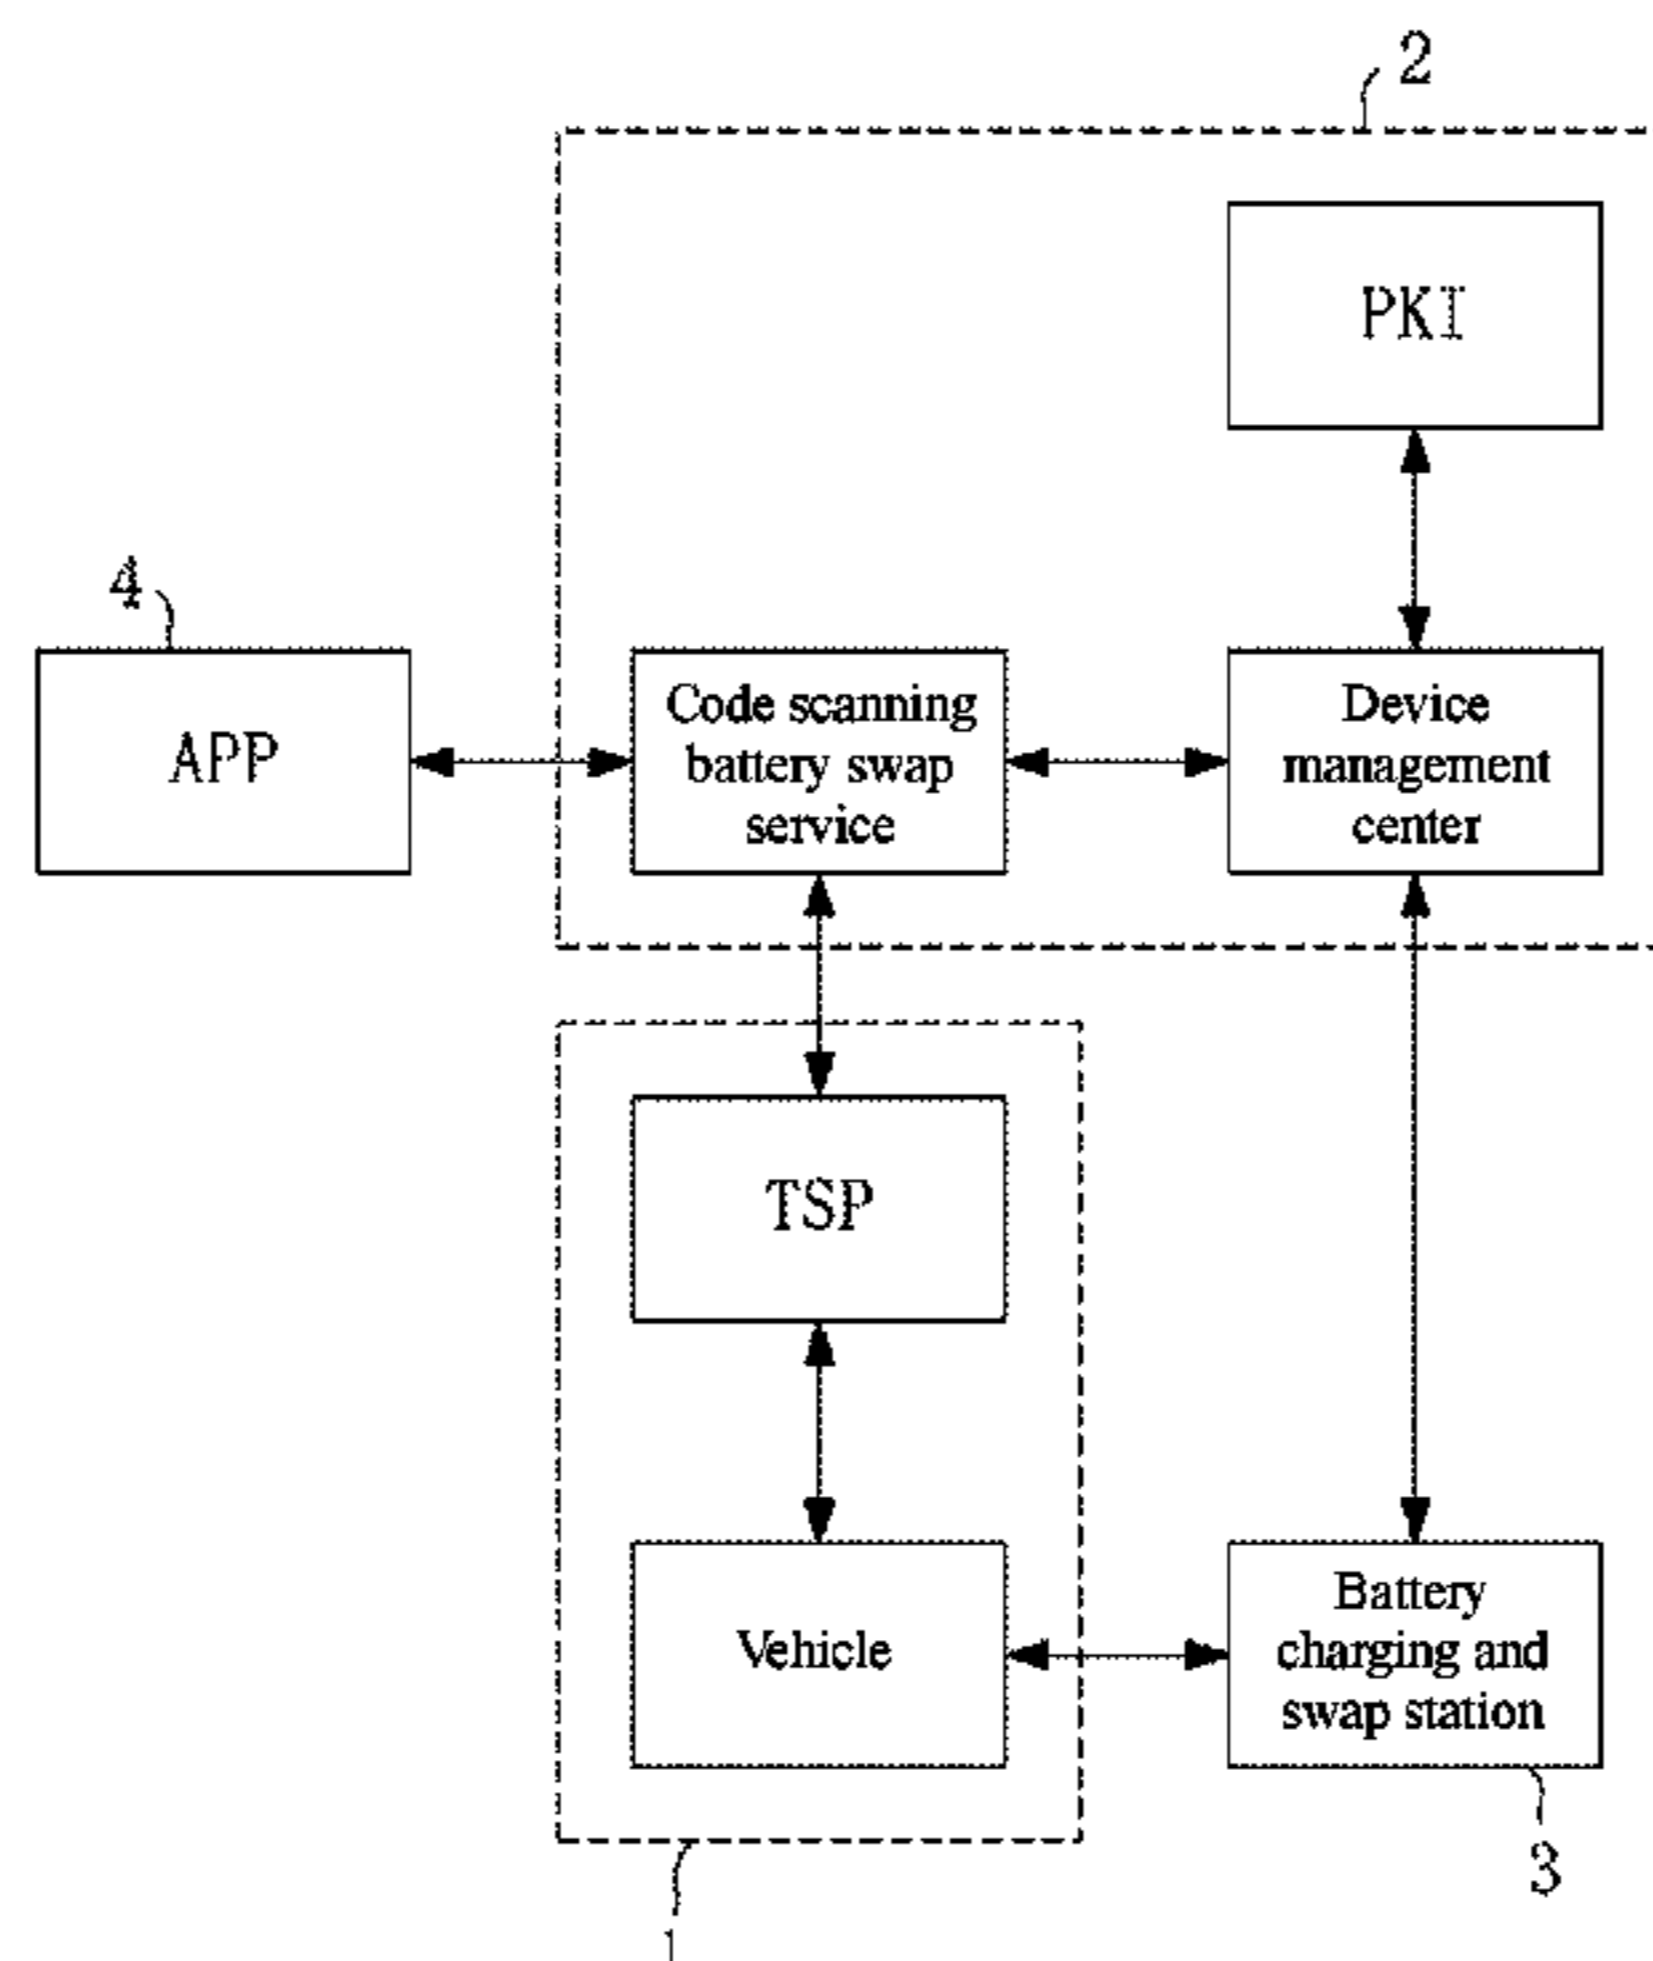 2
PKI
4
APP
Code scanning
battery swap
service
Device
management
center
TSP
Vehicle
Battery
charging and
swap station
3
1